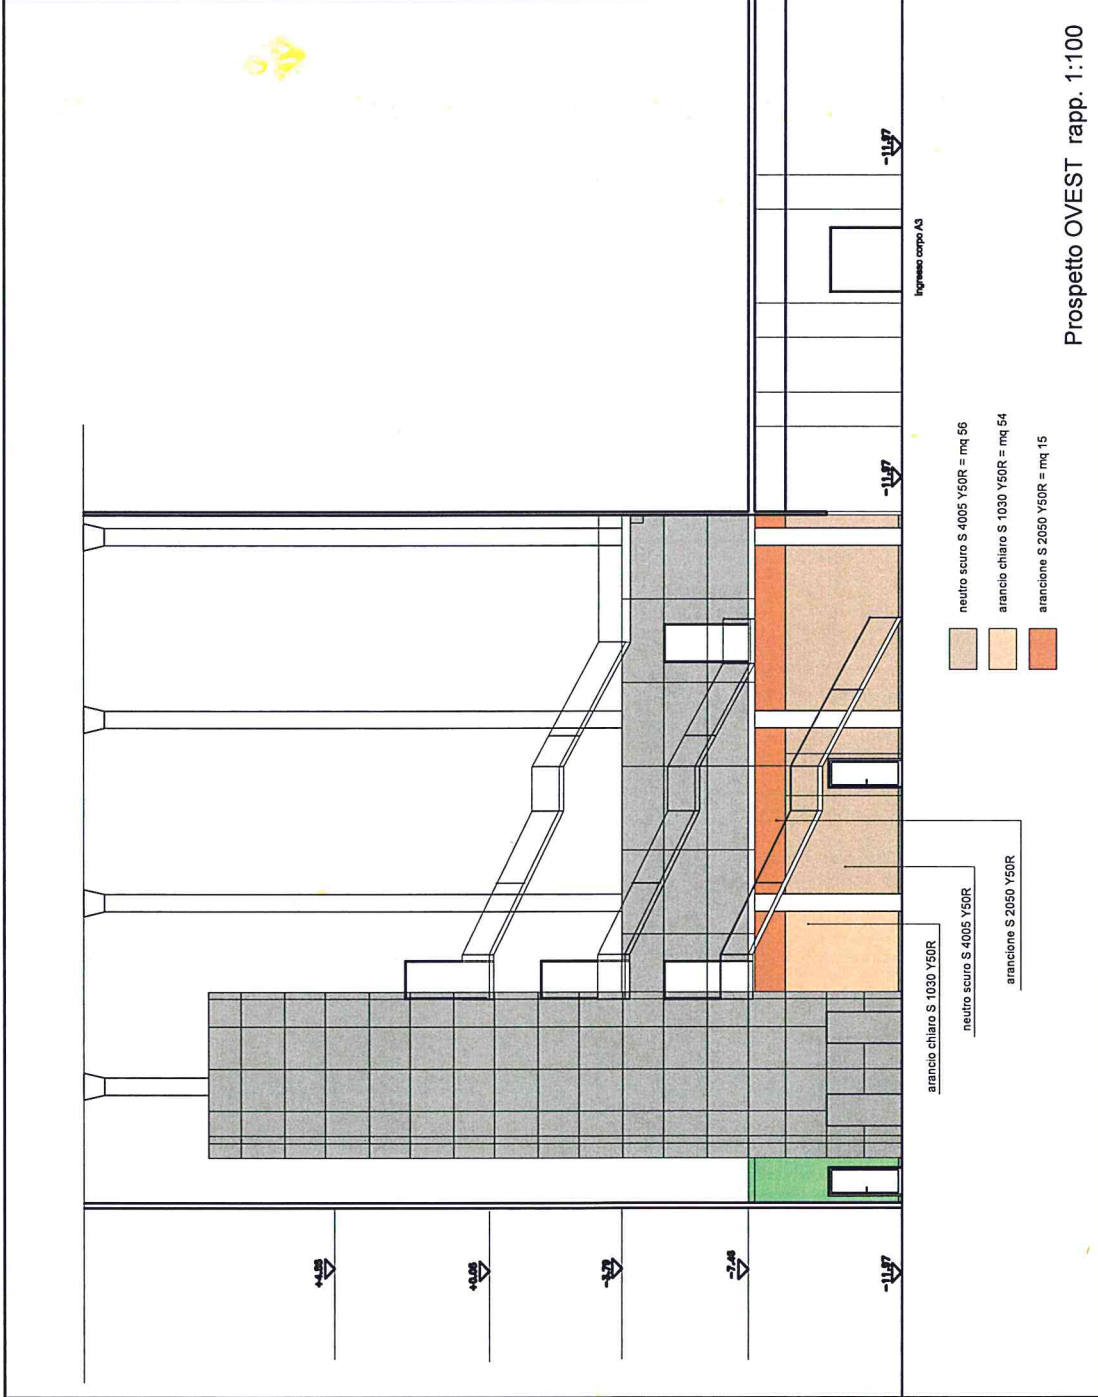 +4.85
+0.06
-3.79
-7.46
-11.97
-11.97
-11.97
Ingresso corpo A3
arancio chiaro S 1030 Y50R
neutro scuro S 4005 Y50R
arancione S 2050 Y50R
neutro scuro S 4005 Y50R = mq 56
arancio chiaro S 1030 Y50R = mq 54
arancione S 2050 Y50R = mq 15
Prospetto OVEST rapp. 1:100